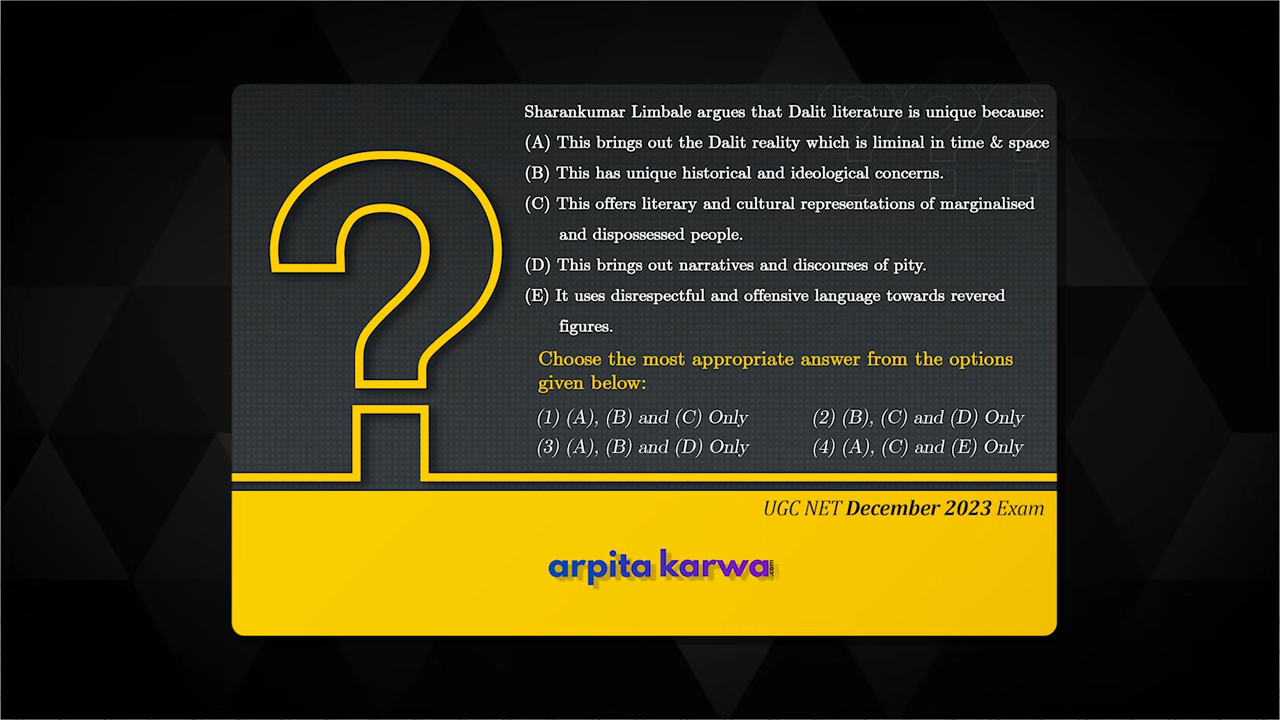 Sharankumar Limbale argues that Dalit literature is unique because:
(A) This brings out the Dalit reality which is liminal in time & space
(B) This has unique historical and ideological concerns.
(C) This offers literary and cultural representations of marginalised
and dispossessed people.
(D) This brings out narratives and discourses of pity.
(E) It uses disrespectful and offensive language towards revered
figures.
Choose the most appropriate answer from the options
given below:
(1) (A), (B) and (C) Only (2) (B), (C) and (D) Only
(3) (A), (B) and (D) Only (4) (A), (C) and (E) Only
UGC NET December 2023 Exam
arpita karwa.com